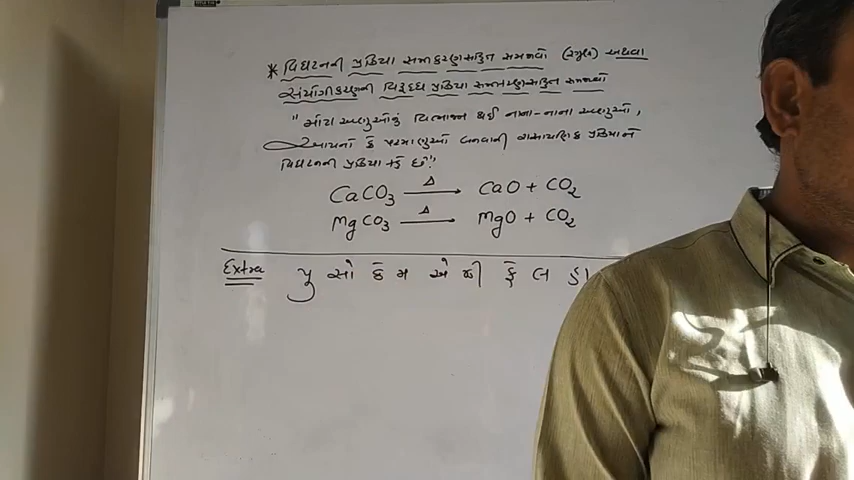 * વિઘટનની પ્રક્રિયા સમીકરણસહિત સમજાવો (સ્થૂળ) અથવા
સંયોગીકરણની વિરૂદ્ધ પ્રક્રિયા સમીકરણસહિત સમજાવો
"મોટા અણુઓનું વિભાજન થઈ નાના-નાના અણુઓ,
આયનો કે પરમાણુઓ બનવાની રાસાયણિક પ્રક્રિયાને
વિઘટનની પ્રક્રિયા કહે છે."
CaCO₃ —Δ→ CaO + CO₂
MgCO₃ —Δ→ MgO + CO₂
Extra પુ સો કે મ એ ઝી ફે લ